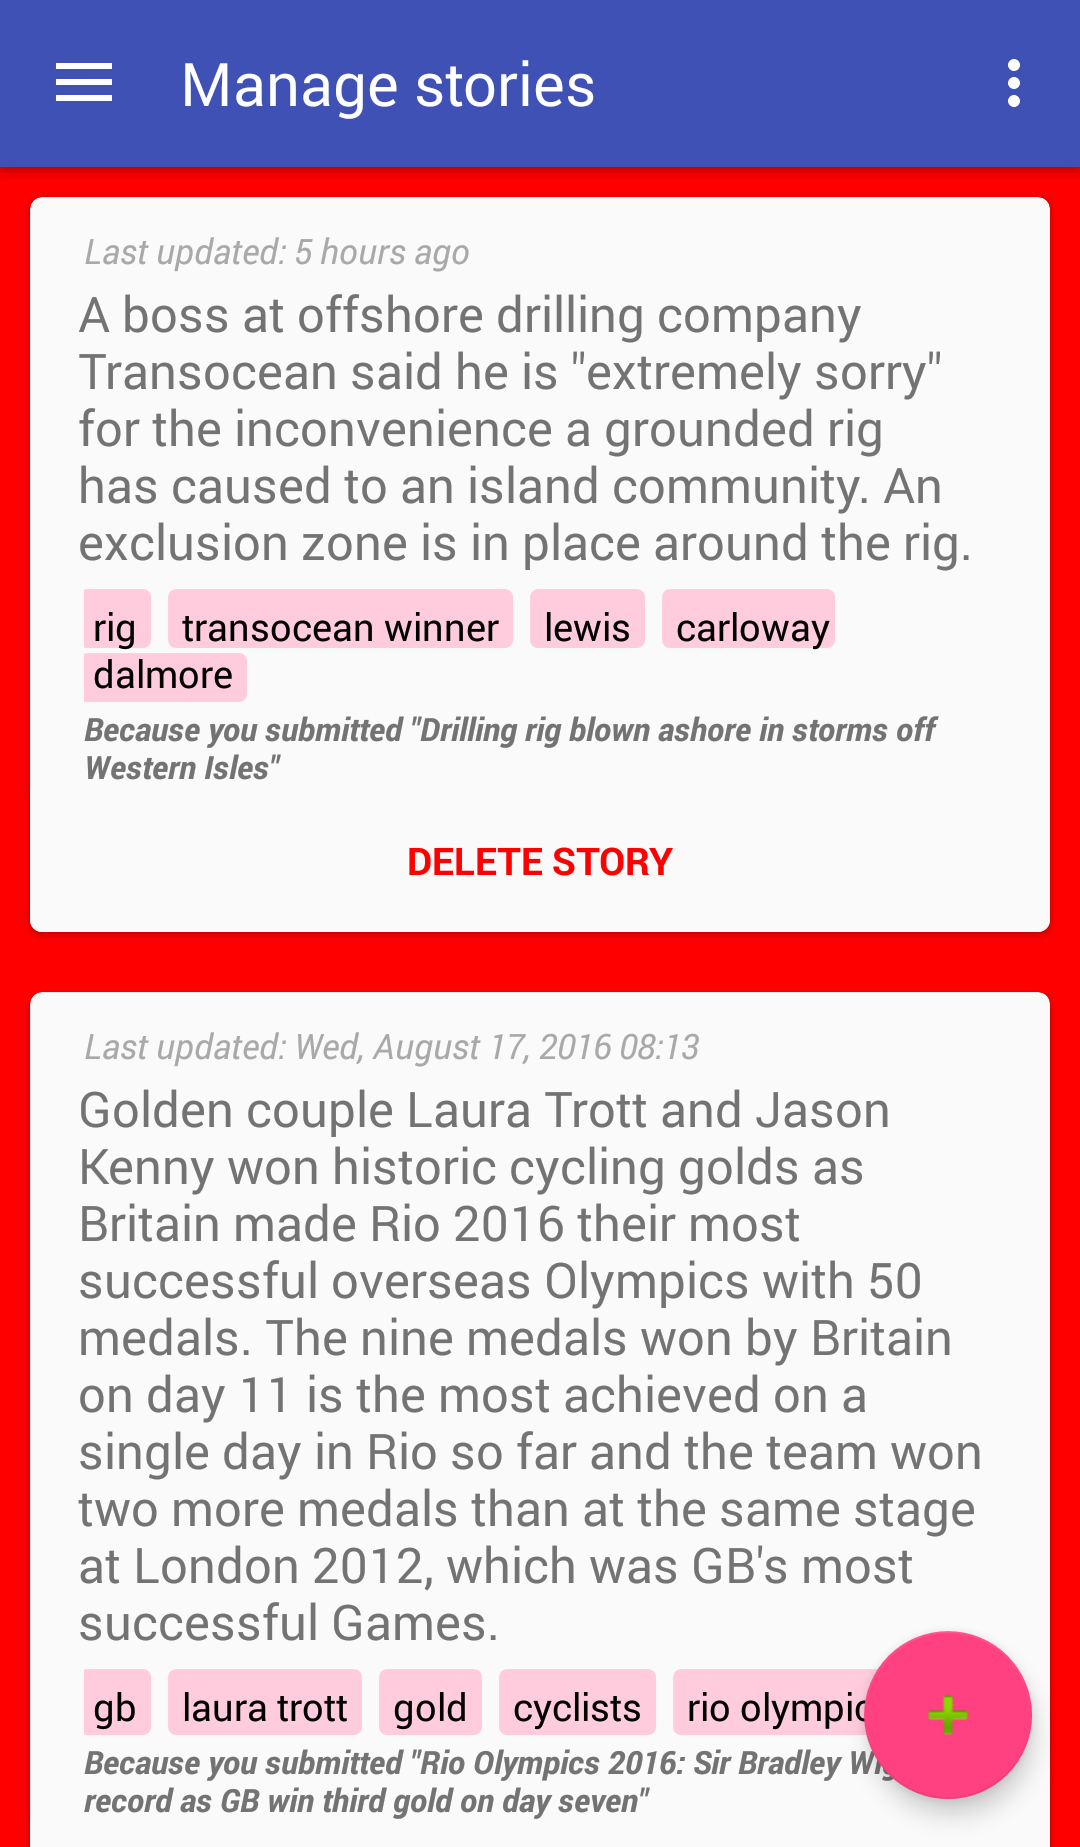 Manage stories
Last updated: 5 hours ago
A boss at offshore drilling company
Transocean said he is "extremely sorry"
for the inconvenience a grounded rig
has caused to an island community. An
exclusion zone is in place around the rig.
rig transocean winner lewis carloway
dalmore
Because you submitted "Drilling rig blown ashore in storms off
Western Isles"
DELETE STORY
Last updated: Wed, August 17, 2016 08:13
Golden couple Laura Trott and Jason
Kenny won historic cycling golds as
Britain made Rio 2016 their most
successful overseas Olympics with 50
medals. The nine medals won by Britain
on day 11 is the most achieved on a
single day in Rio so far and the team won
two more medals than at the same stage
at London 2012, which was GB's most
successful Games.
gb laura trott gold cyclists rio
Because you submitted "Rio Olympics 2016: Sir Bradley
record as GB win third gold on day seven"